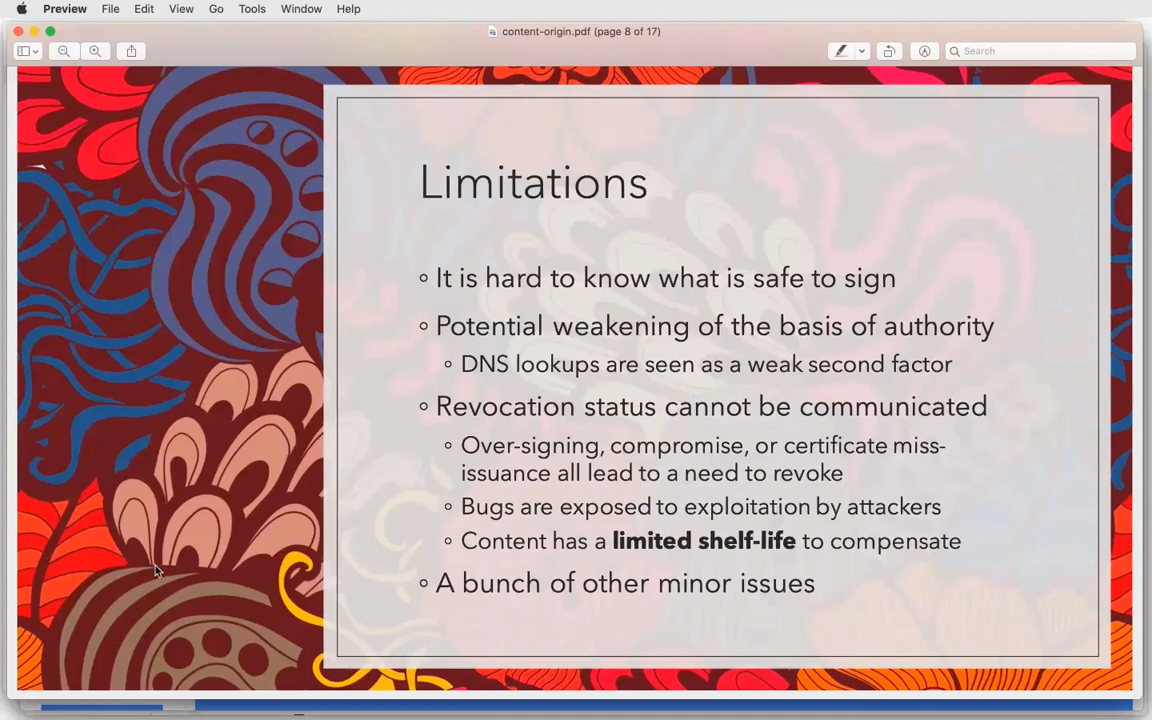 Preview File Edit View Go Tools Window Help
content-origin.pdf (page 8 of 17)
Search
Limitations
It is hard to know what is safe to sign
Potential weakening of the basis of authority
DNS lookups are seen as a weak second factor
Revocation status cannot be communicated
Over-signing, compromise, or certificate miss-
issuance all lead to a need to revoke
Bugs are exposed to exploitation by attackers
Content has a limited shelf-life to compensate
A bunch of other minor issues